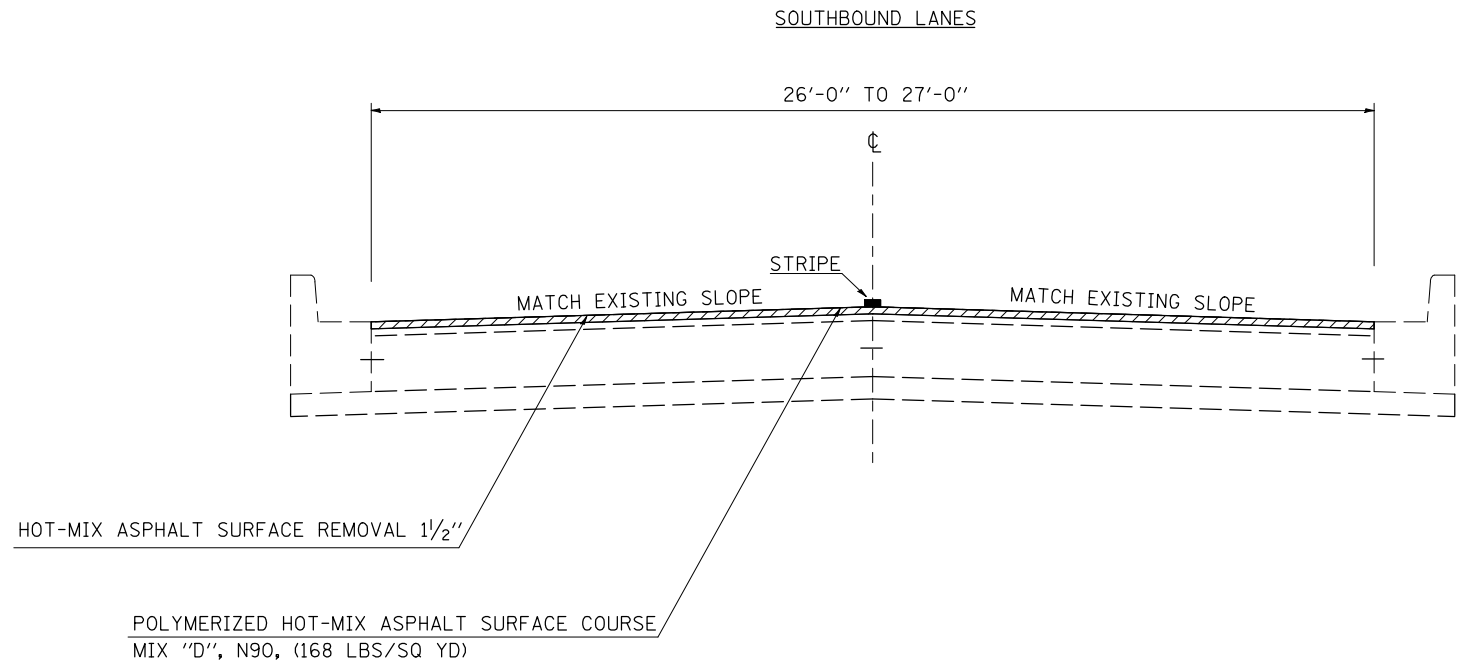 SOUTHBOUND LANES
26'-0" TO 27'-0"
℄
STRIPE
MATCH EXISTING SLOPE
MATCH EXISTING SLOPE
HOT-MIX ASPHALT SURFACE REMOVAL 1½"
POLYMERIZED HOT-MIX ASPHALT SURFACE COURSE
MIX "D", N90, (168 LBS/SQ YD)